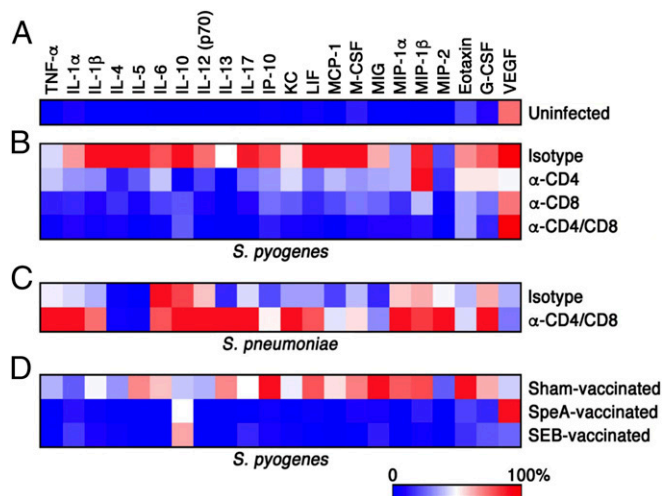 A
TNF-α IL-1α IL-1β IL-4 IL-5 IL-6 IL-10 IL-12 (p70) IL-13 IL-17 IP-10 KC LIF MCP-1 M-CSF MIG MIP-1α MIP-1β MIP-2 Eotaxin G-CSF VEGF
Uninfected
B
Isotype
α-CD4
α-CD8
α-CD4/CD8
S. pyogenes
C
Isotype
α-CD4/CD8
S. pneumoniae
D
Sham-vaccinated
SpeA-vaccinated
SEB-vaccinated
S. pyogenes
0 100%